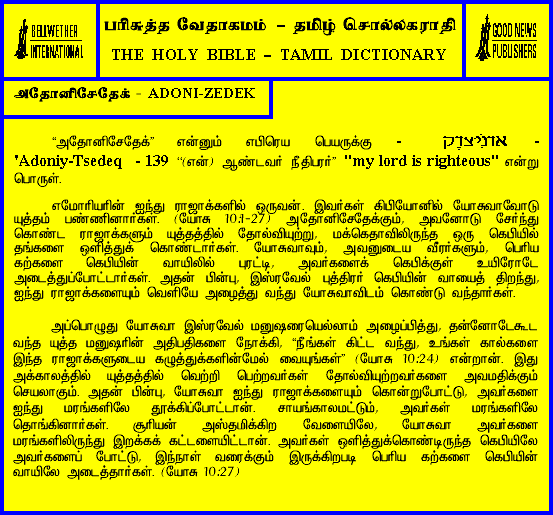 BELLWETHER
INTERNATIONAL
பரிசுத்த வேதாகமம் – தமிழ் சொல்லகராதி
THE HOLY BIBLE – TAMIL DICTIONARY
GOOD NEWS
PUBLISHERS
அதோனிசேதேக் - ADONI-ZEDEK
“அதோனிசேதேக்” என்னும் எபிரெய பெயருக்கு - אדוֹניצדֶק -
'Adoniy-Tsedeq - 139 “(என்) ஆண்டவர் நீதிபரர்” "my lord is righteous" என்று
பொருள்.
எமோரியரின் ஐந்து ராஜாக்களில் ஒருவன். இவர்கள் கிபியோனில் யோசுவாவோடு
யுத்தம் பண்ணினார்கள். (யோசு 10:1-27) அதோனிசேதேக்கும், அவனோடு சேர்ந்து
கொண்ட ராஜாக்களும் யுத்தத்தில் தோல்வியுற்று, மக்கெதாவிலிருந்த ஒரு கெபியில்
தங்களை ஒளித்துக் கொண்டார்கள். யோசுவாவும், அவனுடைய வீரர்களும், பெரிய
கற்களை கெபியின் வாயிலில் புரட்டி, அவர்களைக் கெபிக்குள் உயிரோடே
அடைத்துப்போட்டார்கள். அதன் பின்பு, இஸ்ரவேல் புத்திரர் கெபியின் வாயைத் திறந்து,
ஐந்து ராஜாக்களையும் வெளியே அழைத்து வந்து யோசுவாவிடம் கொண்டு வந்தார்கள்.
அப்பொழுது யோசுவா இஸ்ரவேல் மனுஷரையெல்லாம் அழைப்பித்து, தன்னோடேகூட
வந்த யுத்த மனுஷரின் அதிபதிகளை நோக்கி, “நீங்கள் கிட்ட வந்து, உங்கள் கால்களை
இந்த ராஜாக்களுடைய கழுத்துக்களின்மேல் வையுங்கள்” (யோசு 10:24) என்றான். இது
அக்காலத்தில் யுத்தத்தில் வெற்றி பெற்றவர்கள் தோல்வியுற்றவர்களை அவமதிக்கும்
செயலாகும். அதன் பின்பு, யோசுவா ஐந்து ராஜாக்களையும் கொன்றுபோட்டு, அவர்களை
ஐந்து மரங்களிலே தூக்கிப்போட்டான். சாயங்காலமட்டும், அவர்கள் மரங்களிலே
தொங்கினார்கள். சூரியன் அஸ்தமிக்கிற வேளையிலே, யோசுவா அவர்களை
மரங்களிலிருந்து இறக்கக் கட்டளையிட்டான். அவர்கள் ஒளித்துக்கொண்டிருந்த கெபியிலே
அவர்களைப் போட்டு, இந்நாள் வரைக்கும் இருக்கிறபடி பெரிய கற்களை கெபியின்
வாயிலே அடைத்தார்கள். (யோசு 10:27)